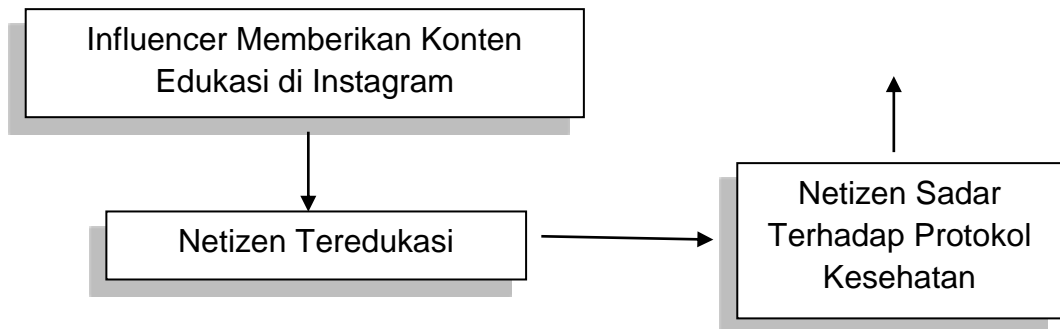 Influencer Memberikan Konten
Edukasi di Instagram
Netizen Teredukasi
Netizen Sadar
Terhadap Protokol
Kesehatan